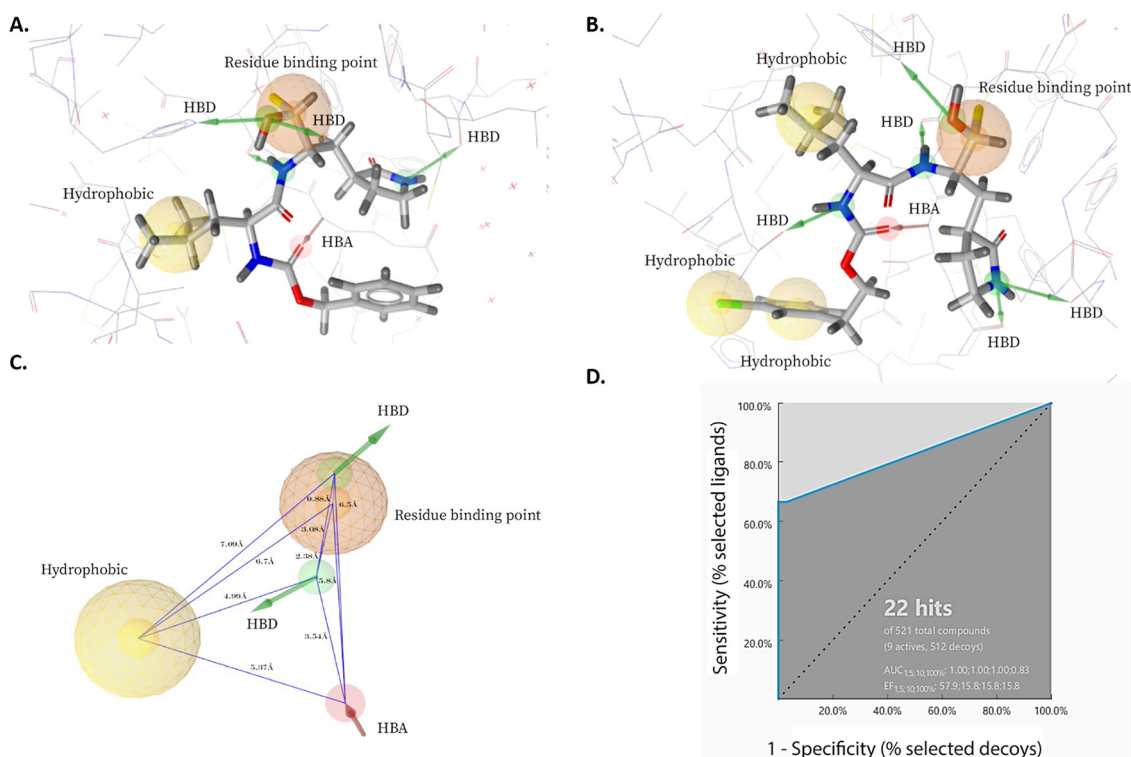 A.
Residue binding point
HBD
HBD
HBD
Hydrophobic
HBA
B.
HBD
Hydrophobic
Residue binding point
HBD
HBA
HBD
Hydrophobic
HBD
HBD
Hydrophobic
C.
HBD
0.88Å
6.5Å
Residue binding point
3.08Å
7.09Å
6.7Å
2.38Å
Hydrophobic
5.8Å
4.99Å
HBD
3.54Å
5.37Å
HBA
D.
Sensitivity (% selected ligands)
100.0%
80.0%
60.0%
40.0%
20.0%
22 hits
of 521 total compounds
(9 actives, 512 decoys)
AUC1;5;10;100%: 1.00;1.00;1.00;0.83
EF1;5;10;100%: 57.9;15.8;15.8;15.8
20.0% 40.0% 60.0% 80.0% 100.0%
1 - Specificity (% selected decoys)